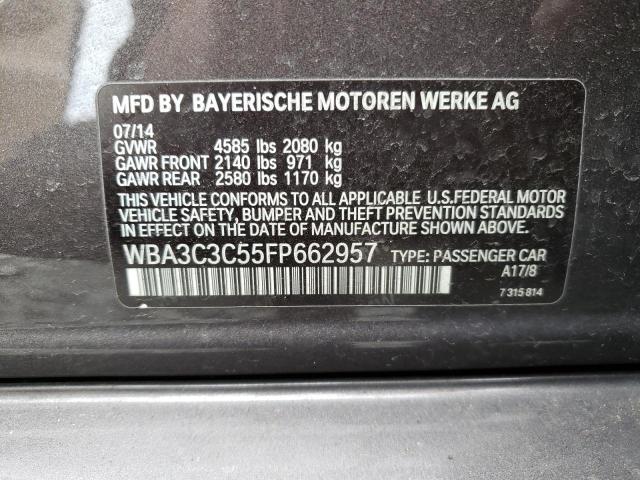 MFD BY BAYERISCHE MOTOREN WERKE AG
07/14
GVWR 4585 lbs 2080 kg
GAWR FRONT 2140 lbs 971 kg
GAWR REAR 2580 lbs 1170 kg
THIS VEHICLE CONFORMS TO ALL APPLICABLE U.S.FEDERAL MOTOR
VEHICLE SAFETY, BUMPER AND THEFT PREVENTION STANDARDS
IN EFFECT ON THE DATE OF MANUFACTURE SHOWN ABOVE.
WBA3C3C55FP662957 TYPE: PASSENGER CAR
A17/8
7 315 814